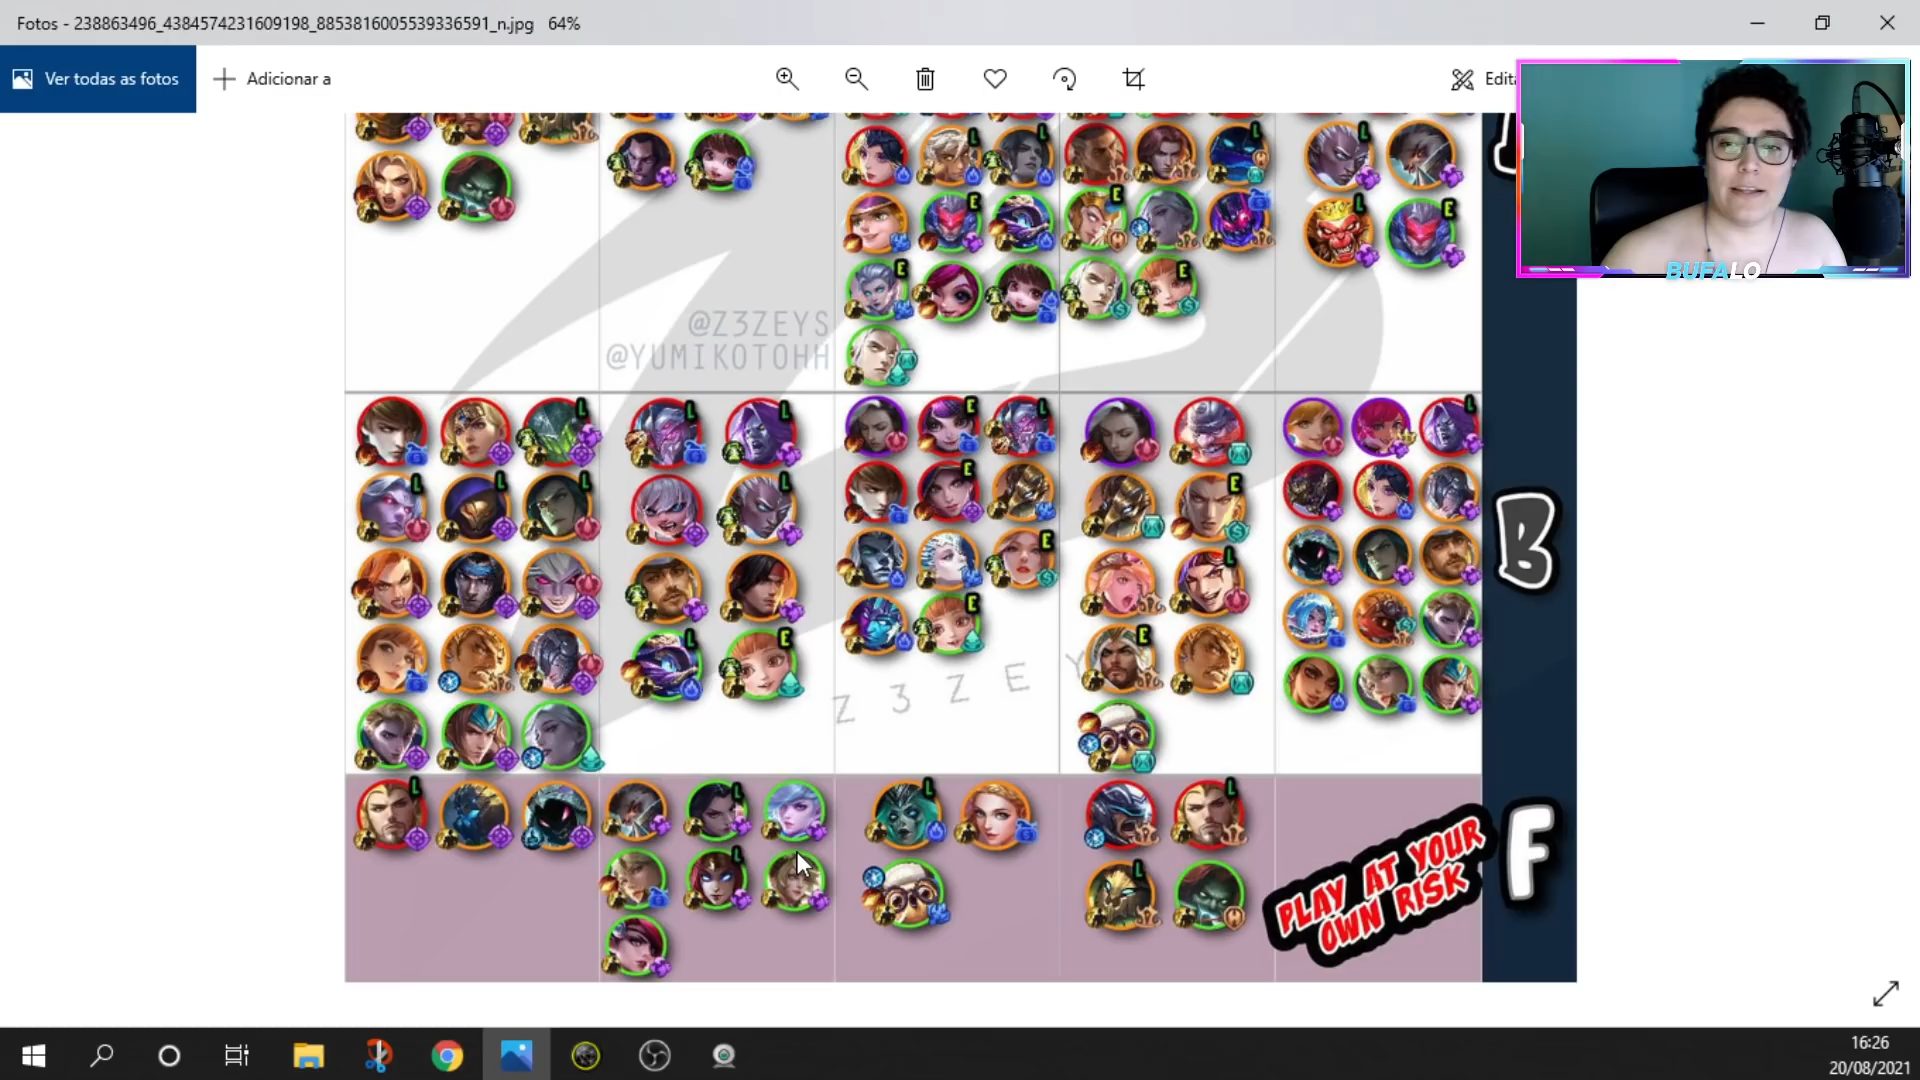 Fotos - 238863496_4384574231609198_8853816005539336591_n.jpg 64%
Ver todas as fotos
Adicionar a
BUFALO
@Z3ZEYS
@YUMIKOTOHH
B
Z 3 Z E Y
F
PLAY AT YOUR
OWN RISK
16:26
20/08/2021